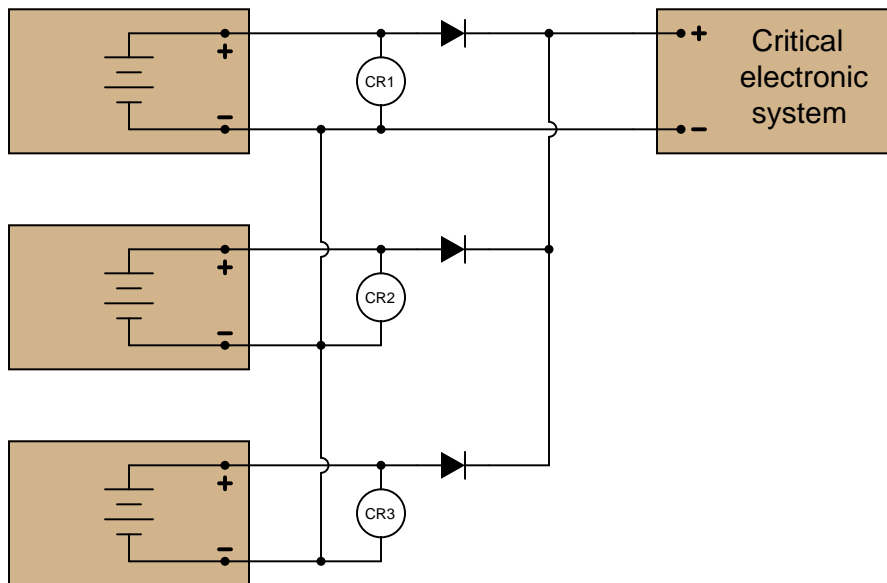 +
CR1
-
+
-
Critical
electronic
system
+
CR2
-
+
CR3
-